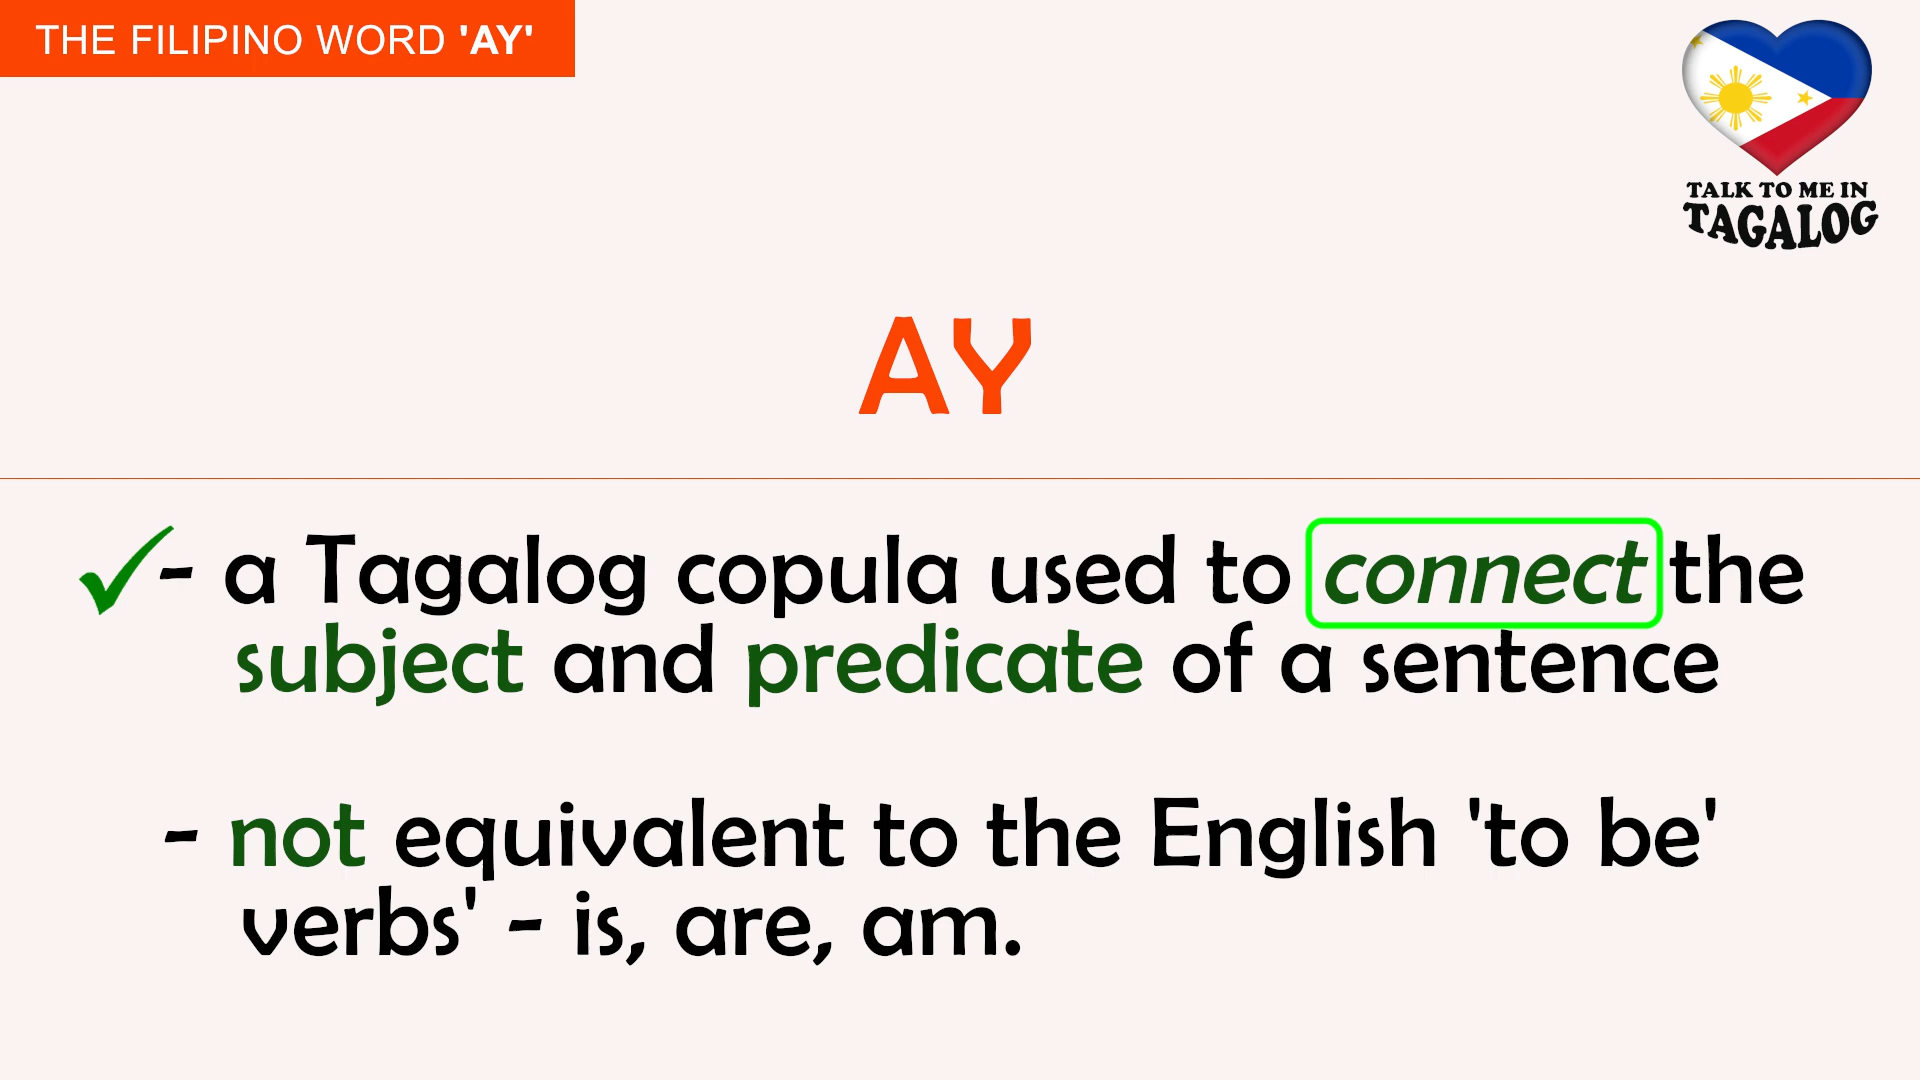 THE FILIPINO WORD 'AY'
TALK TO ME IN
TAGALOG
AY
- a Tagalog copula used to connect the
subject and predicate of a sentence
- not equivalent to the English 'to be'
verbs' - is, are, am.